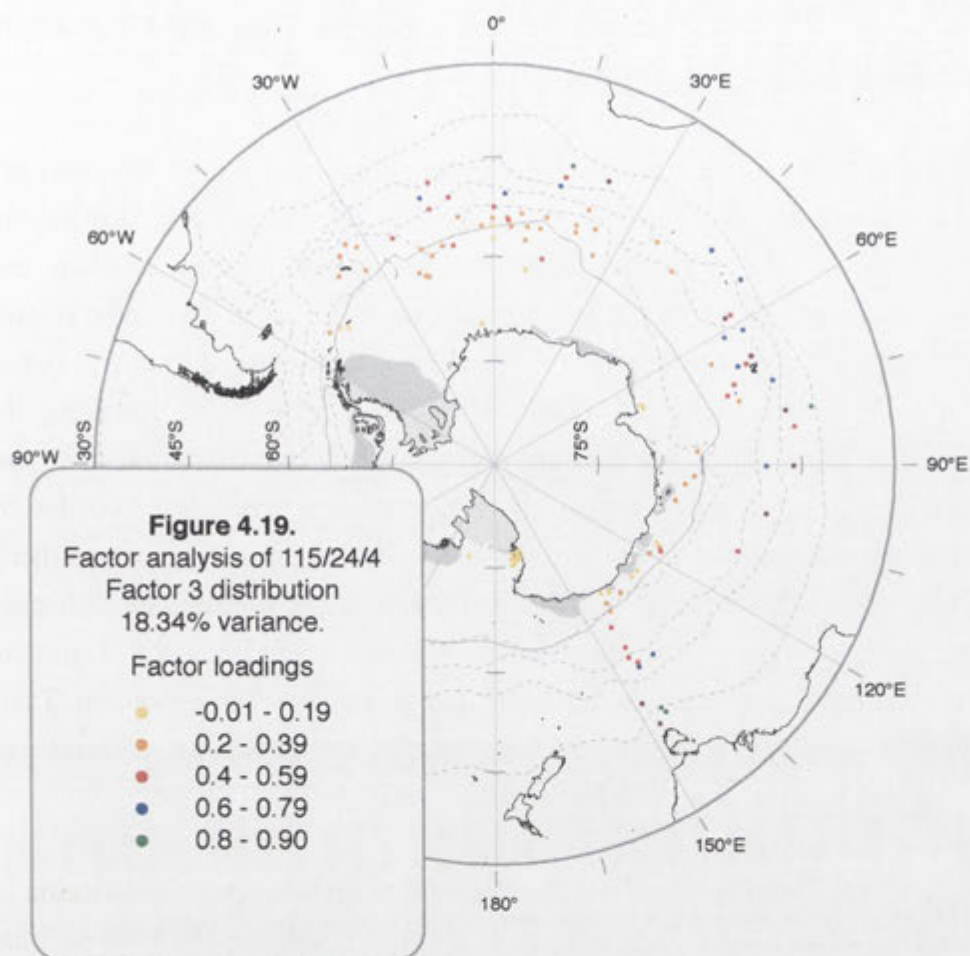 0°
30°W
30°E
60°W
60°E
90°W
30°S
45°S
60°S
75°S
90°E
120°E
150°E
180°
Figure 4.19.
Factor analysis of 115/24/4
Factor 3 distribution
18.34% variance.
Factor loadings
-0.01 - 0.19
0.2 - 0.39
0.4 - 0.59
0.6 - 0.79
0.8 - 0.90